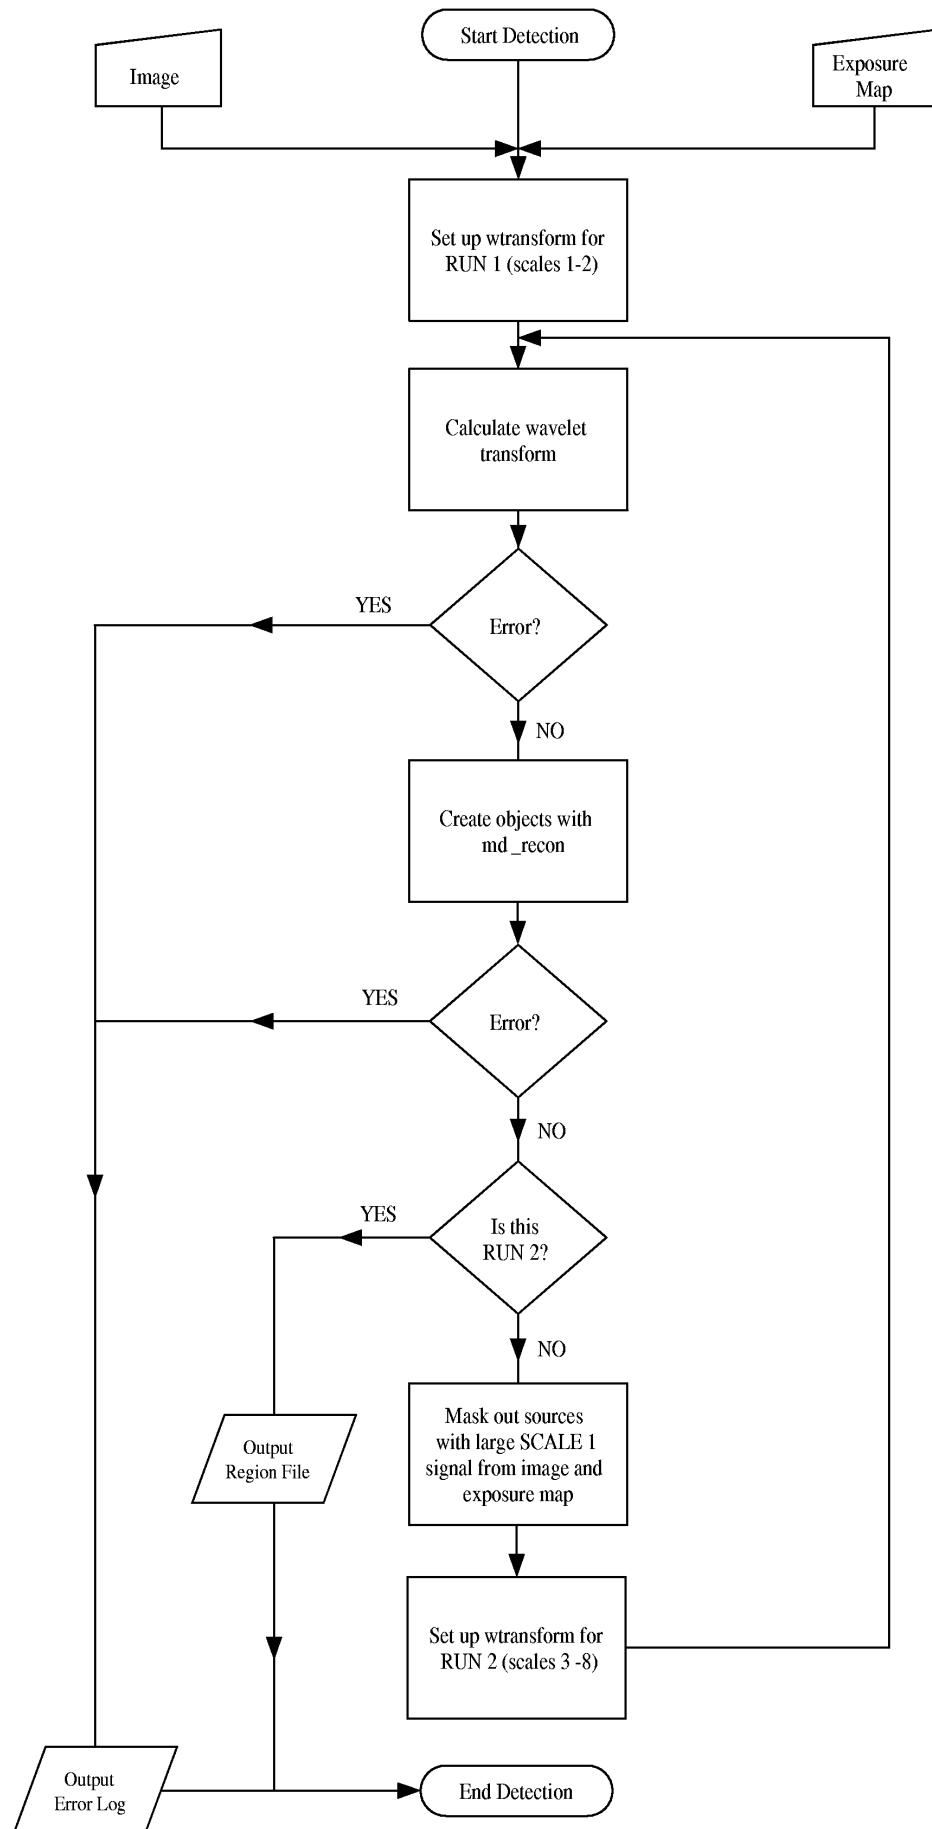 Start Detection
Image
Exposure
Map
Set up wtransform for
RUN 1 (scales 1-2)
Calculate wavelet
transform
YES
Error?
NO
Create objects with
md_recon
YES
Error?
NO
YES
Is this
RUN 2?
NO
Mask out sources
with large SCALE 1
signal from image and
exposure map
Output
Region File
Set up wtransform for
RUN 2 (scales 3 -8)
Output
Error Log
End Detection